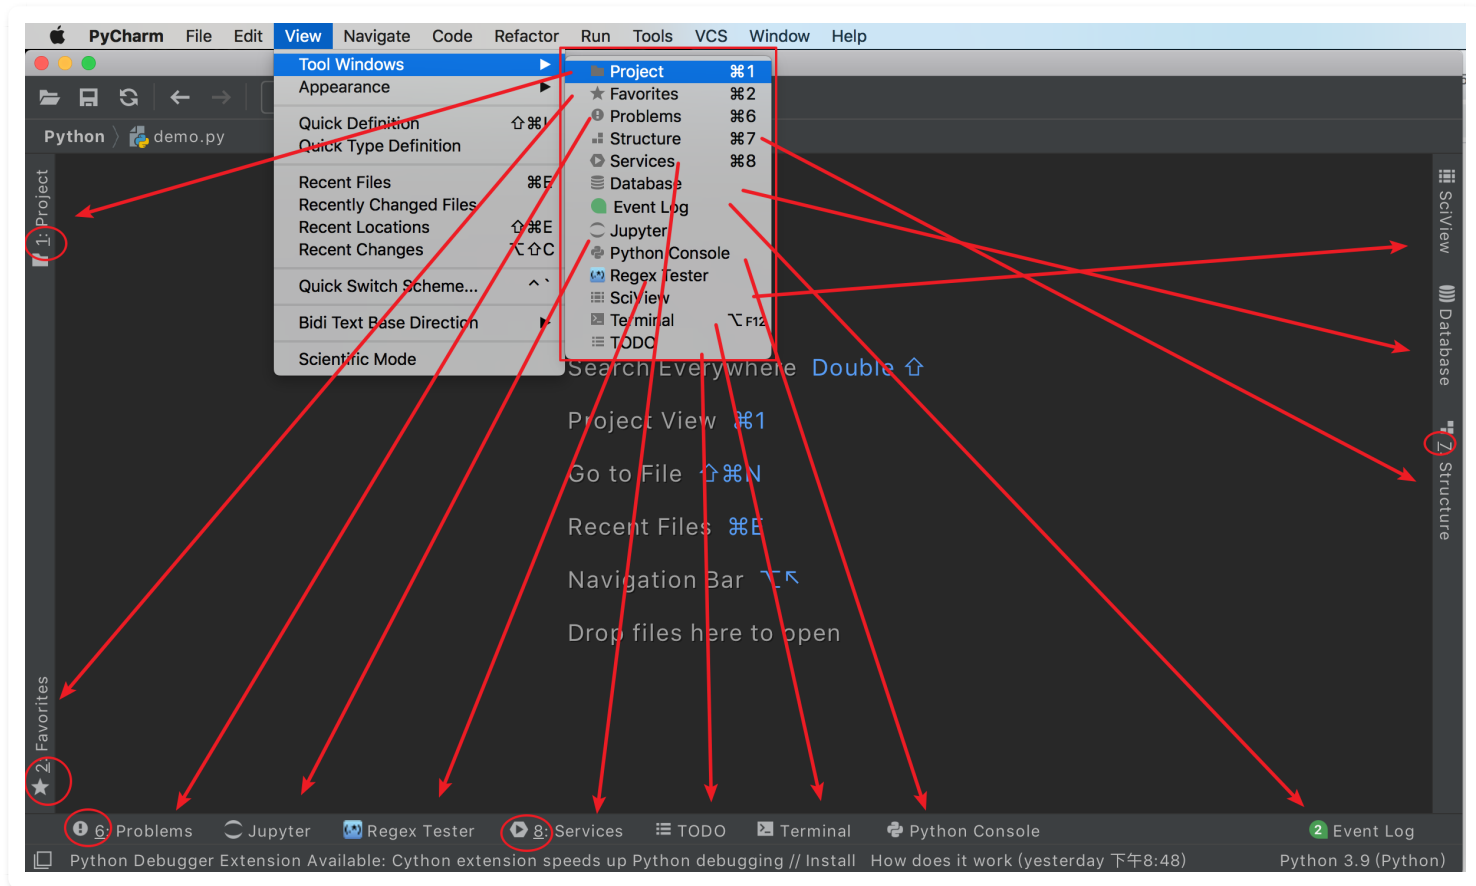 PyCharm File Edit View Navigate Code Refactor Run Tools VCS Window Help
Tool Windows
Appearance
Quick Definition ⇧⌘I
Quick Type Definition
Recent Files ⌘E
Recently Changed Files
Recent Locations ⇧⌘E
Recent Changes ⌥⇧C
Quick Switch Scheme... ^`
Bidi Text Base Direction
Scientific Mode
Project ⌘1
Favorites ⌘2
Problems ⌘6
Structure ⌘7
Services ⌘8
Database
Event Log
Jupyter
Python Console
Regex Tester
SciView
Terminal ⌥F12
TODO
Python demo.py
1: Project
2: Favorites
Search Everywhere Double ⇧
Project View ⌘1
Go to File ⇧⌘N
Recent Files ⌘E
Navigation Bar ⌥↖
Drop files here to open
SciView
Database
7: Structure
6: Problems Jupyter Regex Tester 8: Services TODO Terminal Python Console 2 Event Log
Python Debugger Extension Available: Cython extension speeds up Python debugging // Install How does it work (yesterday 下午8:48) Python 3.9 (Python)